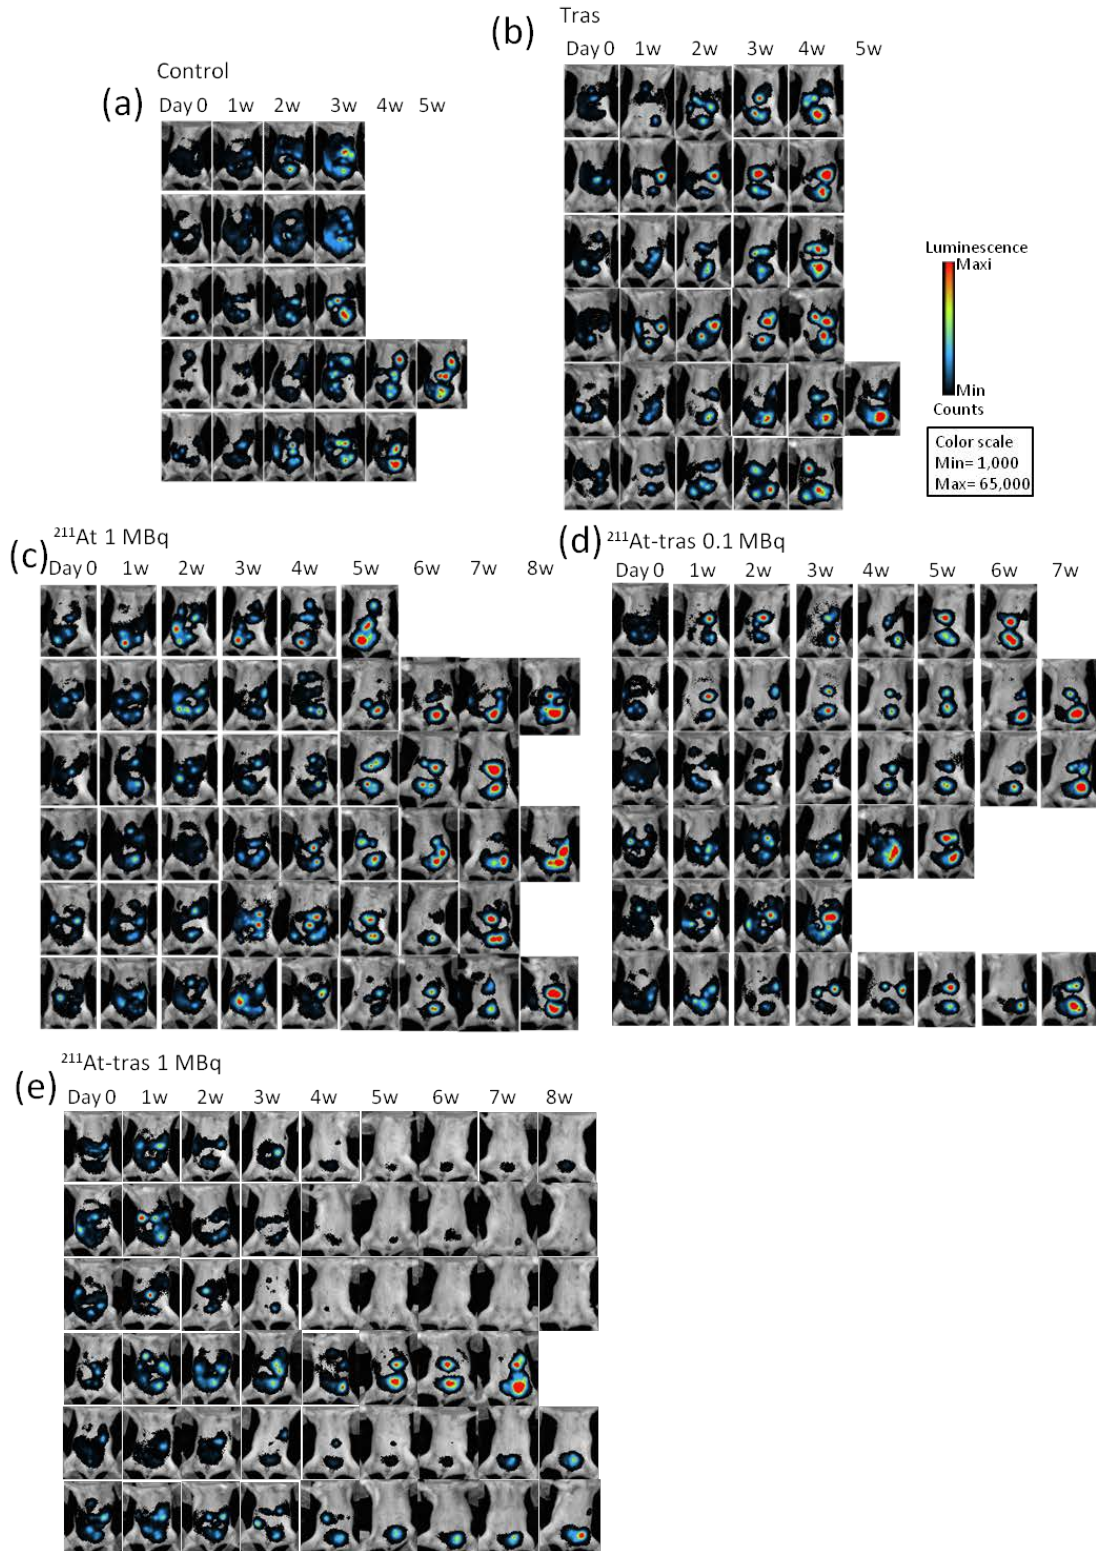 (a)
Control
Day 0 1w 2w 3w 4w 5w
(b)
Tras
Day 0 1w 2w 3w 4w 5w
Luminescence
Maxi
Min
Counts
Color scale
Min= 1,000
Max= 65,000
(c)
211At 1 MBq
Day 0 1w 2w 3w 4w 5w 6w 7w 8w
(d)
211At-tras 0.1 MBq
Day 0 1w 2w 3w 4w 5w 6w 7w
(e)
211At-tras 1 MBq
Day 0 1w 2w 3w 4w 5w 6w 7w 8w